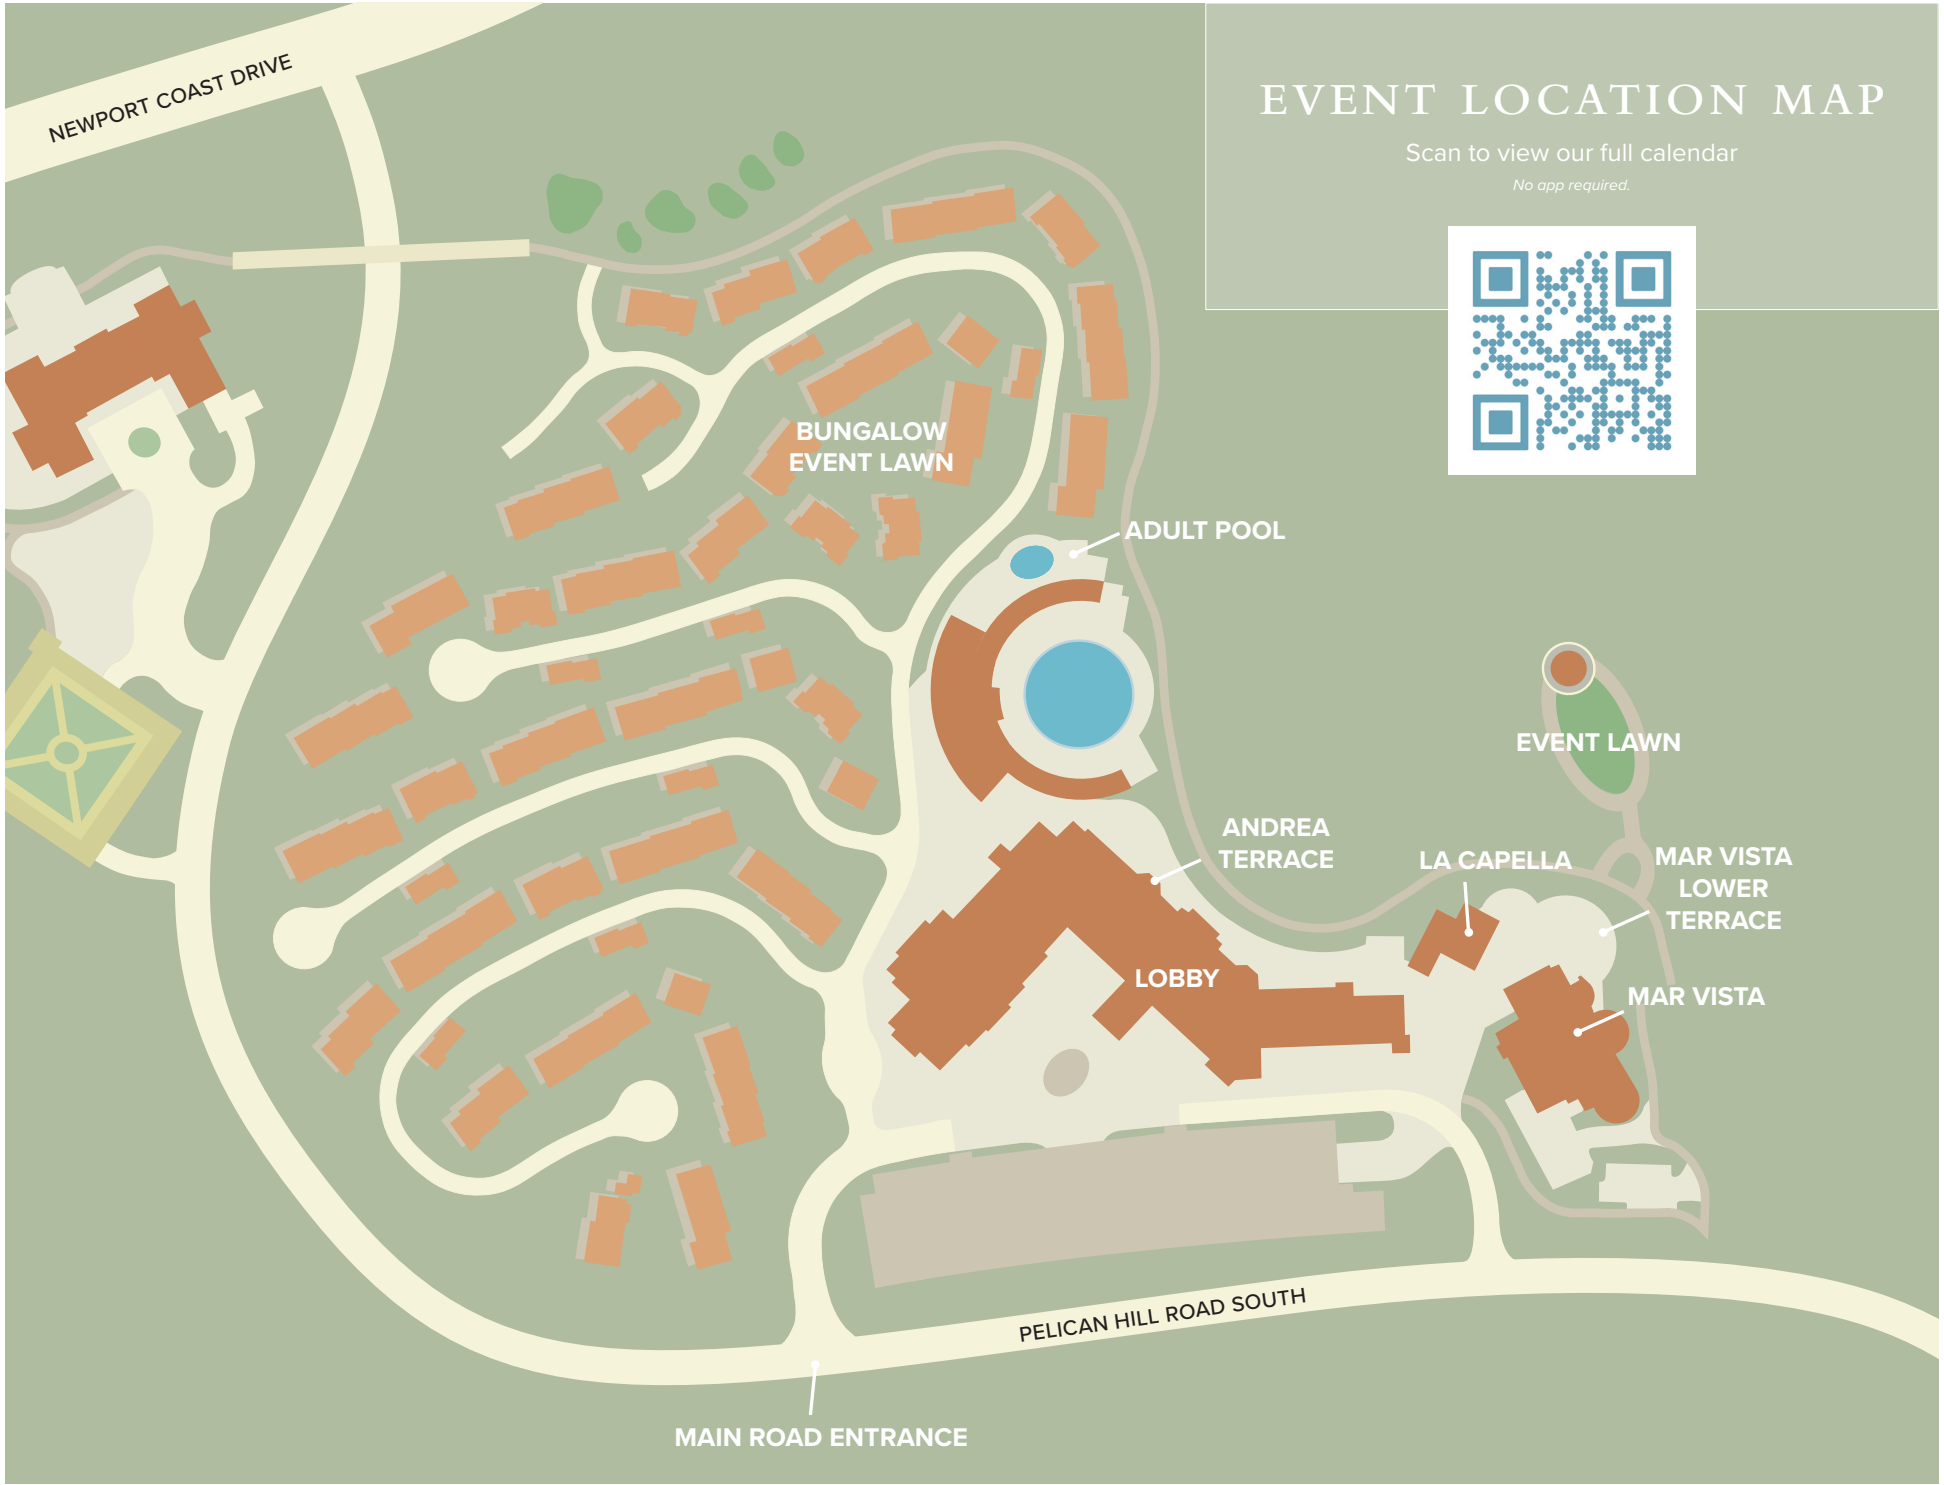 NEWPORT COAST DRIVE
EVENT LOCATION MAP
Scan to view our full calendar
No app required.
BUNGALOW
EVENT LAWN
ADULT POOL
EVENT LAWN
ANDREA
TERRACE
LA CAPELLA
MAR VISTA
LOWER
TERRACE
LOBBY
MAR VISTA
PELICAN HILL ROAD SOUTH
MAIN ROAD ENTRANCE